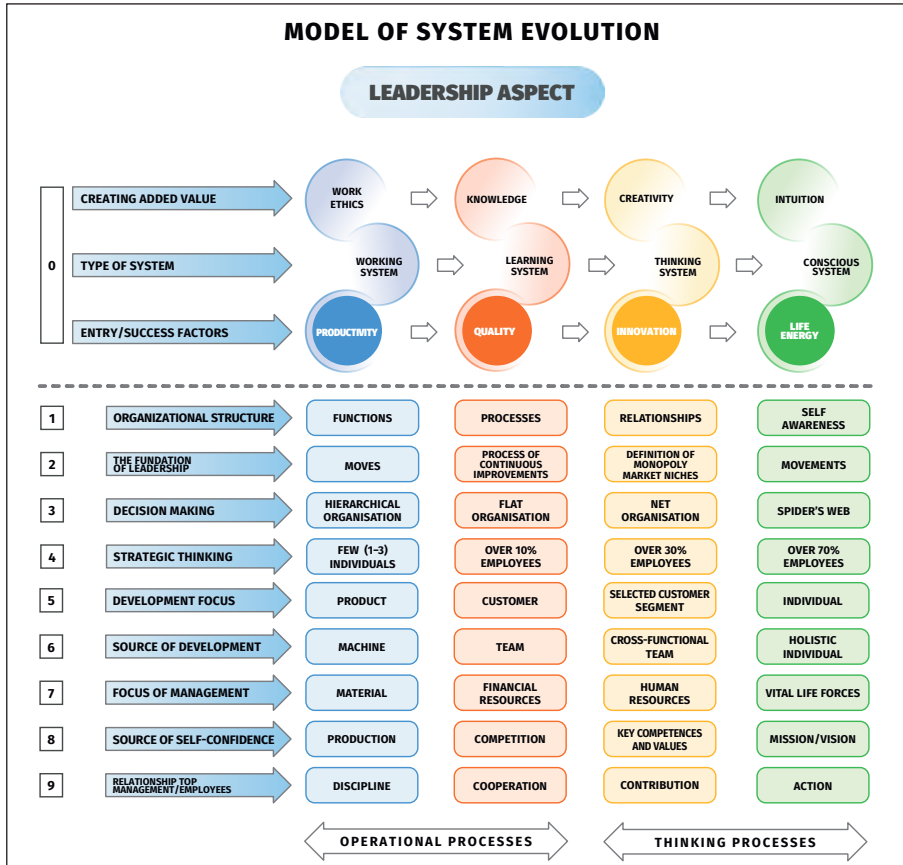 MODEL OF SYSTEM EVOLUTION
LEADERSHIP ASPECT
0
CREATING ADDED VALUE
WORK
ETHICS
KNOWLEDGE
CREATIVITY
INTUITION
TYPE OF SYSTEM
WORKING
SYSTEM
LEARNING
SYSTEM
THINKING
SYSTEM
CONSCIOUS
SYSTEM
ENTRY/SUCCESS FACTORS
PRODUCTIVITY
QUALITY
INNOVATION
LIFE
ENERGY
1
ORGANIZATIONAL STRUCTURE
FUNCTIONS
PROCESSES
RELATIONSHIPS
SELF
AWARENESS
2
THE FUNDATION
OF LEADERSHIP
MOVES
PROCESS OF
CONTINUOUS
IMPROVEMENTS
DEFINITION OF
MONOPOLY
MARKET NICHES
MOVEMENTS
3
DECISION MAKING
HIERARCHICAL
ORGANISATION
FLAT
ORGANISATION
NET
ORGANISATION
SPIDER'S WEB
4
STRATEGIC THINKING
FEW (1–3)
INDIVIDUALS
OVER 10%
EMPLOYEES
OVER 30%
EMPLOYEES
OVER 70%
EMPLOYEES
5
DEVELOPMENT FOCUS
PRODUCT
CUSTOMER
SELECTED CUSTOMER
SEGMENT
INDIVIDUAL
6
SOURCE OF DEVELOPMENT
MACHINE
TEAM
CROSS-FUNCTIONAL
TEAM
HOLISTIC
INDIVIDUAL
7
FOCUS OF MANAGEMENT
MATERIAL
FINANCIAL
RESOURCES
HUMAN
RESOURCES
VITAL LIFE FORCES
8
SOURCE OF SELF-CONFIDENCE
PRODUCTION
COMPETITION
KEY COMPETENCES
AND VALUES
MISSION/VISION
9
RELATIONSHIP TOP
MANAGEMENT/EMPLOYEES
DISCIPLINE
COOPERATION
CONTRIBUTION
ACTION
OPERATIONAL PROCESSES
THINKING PROCESSES